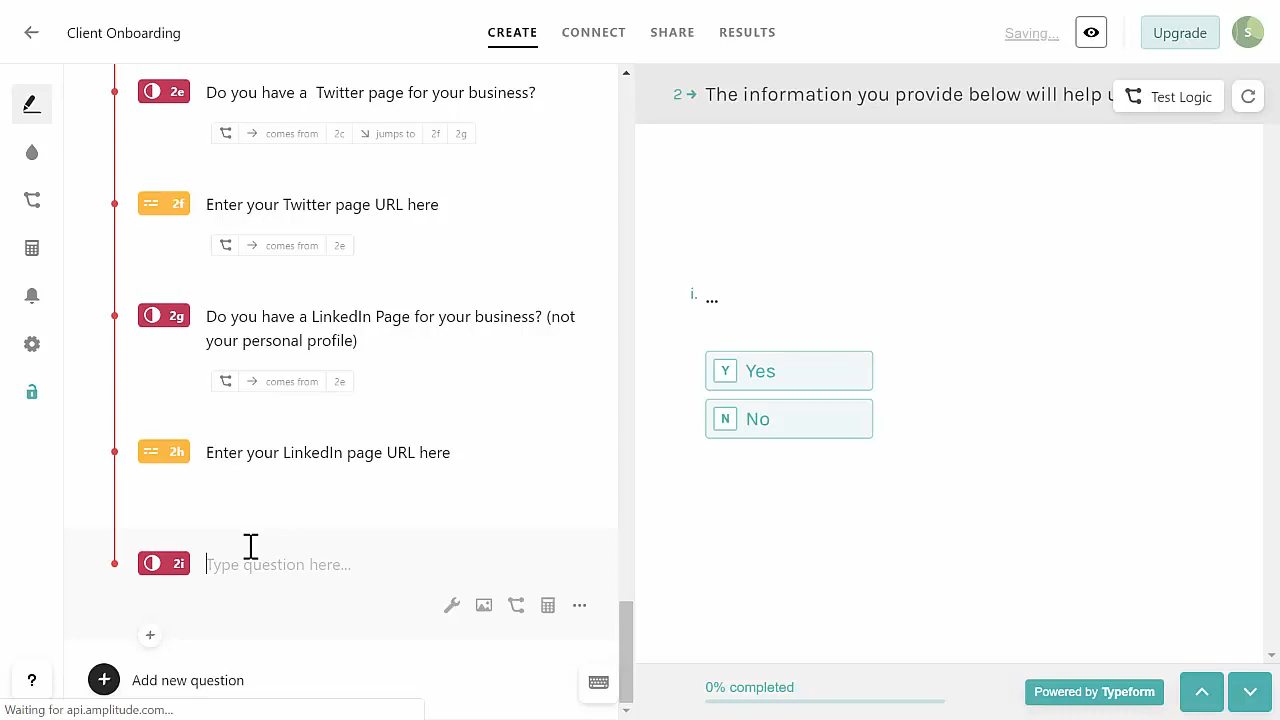 Client Onboarding
CREATE CONNECT SHARE RESULTS
Saving... Upgrade S
2e Do you have a Twitter page for your business?
comes from 2c jumps to 2f 2g
2f Enter your Twitter page URL here
comes from 2e
2g Do you have a LinkedIn Page for your business? (not
your personal profile)
comes from 2e
2h Enter your LinkedIn page URL here
2i Type question here...
+
+ Add new question
?
Waiting for api.amplitude.com...
2 The information you provide below will help u
Test Logic
i. ...
Y Yes
N No
0% completed
Powered by Typeform